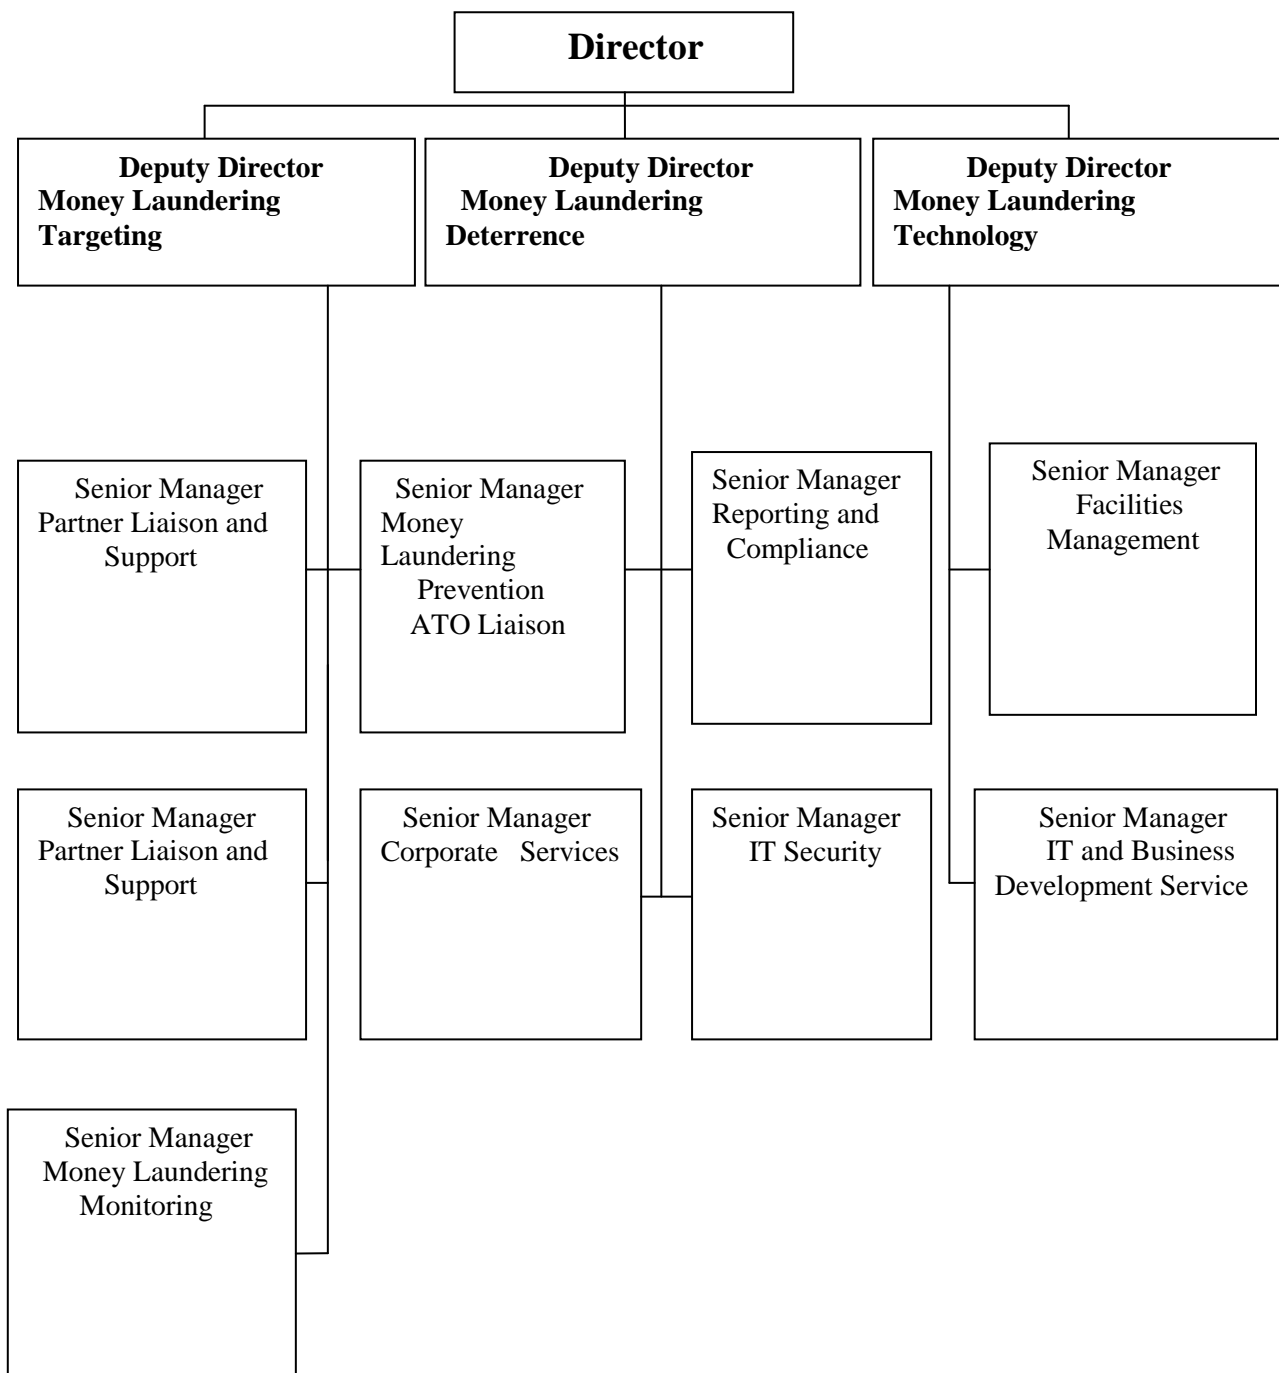 Director
Deputy Director
Money Laundering
Targeting
Deputy Director
Money Laundering
Deterrence
Deputy Director
Money Laundering
Technology
Senior Manager
Partner Liaison and
Support
Senior Manager
Money
Laundering
Prevention
ATO Liaison
Senior Manager
Reporting and
Compliance
Senior Manager
Facilities
Management
Senior Manager
Partner Liaison and
Support
Senior Manager
Corporate Services
Senior Manager
IT Security
Senior Manager
IT and Business
Development Service
Senior Manager
Money Laundering
Monitoring